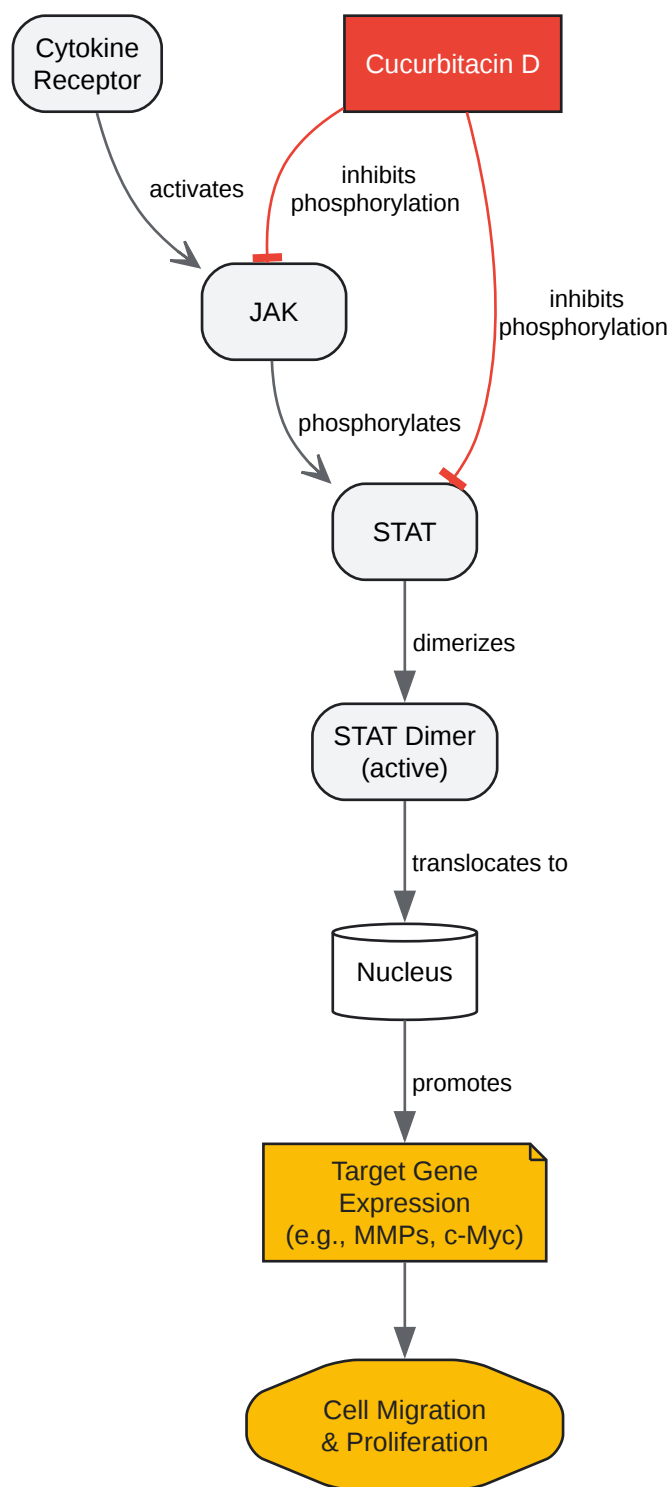 Cytokine
Receptor
Cucurbitacin D
activates
inhibits
phosphorylation
JAK
inhibits
phosphorylation
phosphorylates
STAT
dimerizes
STAT Dimer
(active)
translocates to
Nucleus
promotes
Target Gene
Expression
(e.g., MMPs, c-Myc)
Cell Migration
& Proliferation